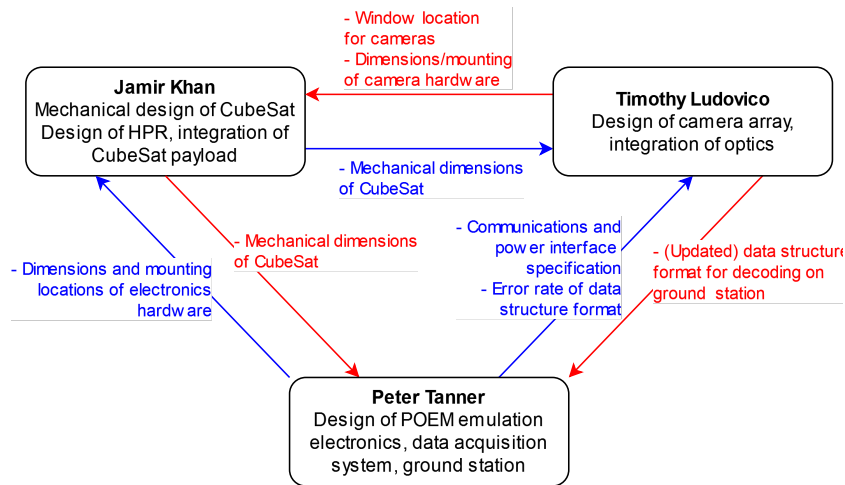 - Window location
for cameras
- Dimensions/mounting
of camera hardware
Jamir Khan
Mechanical design of CubeSat
Design of HPR, integration of
CubeSat payload
Timothy Ludovico
Design of camera array,
integration of optics
- Mechanical dimensions
of CubeSat
- Mechanical dimensions
of CubeSat
- Dimensions and mounting
locations of electronics
hardware
- Communications and
power interface
specification
- Error rate of data
structure format
- (Updated) data structure
format for decoding on
ground station
Peter Tanner
Design of POEM emulation
electronics, data acquisition
system, ground station